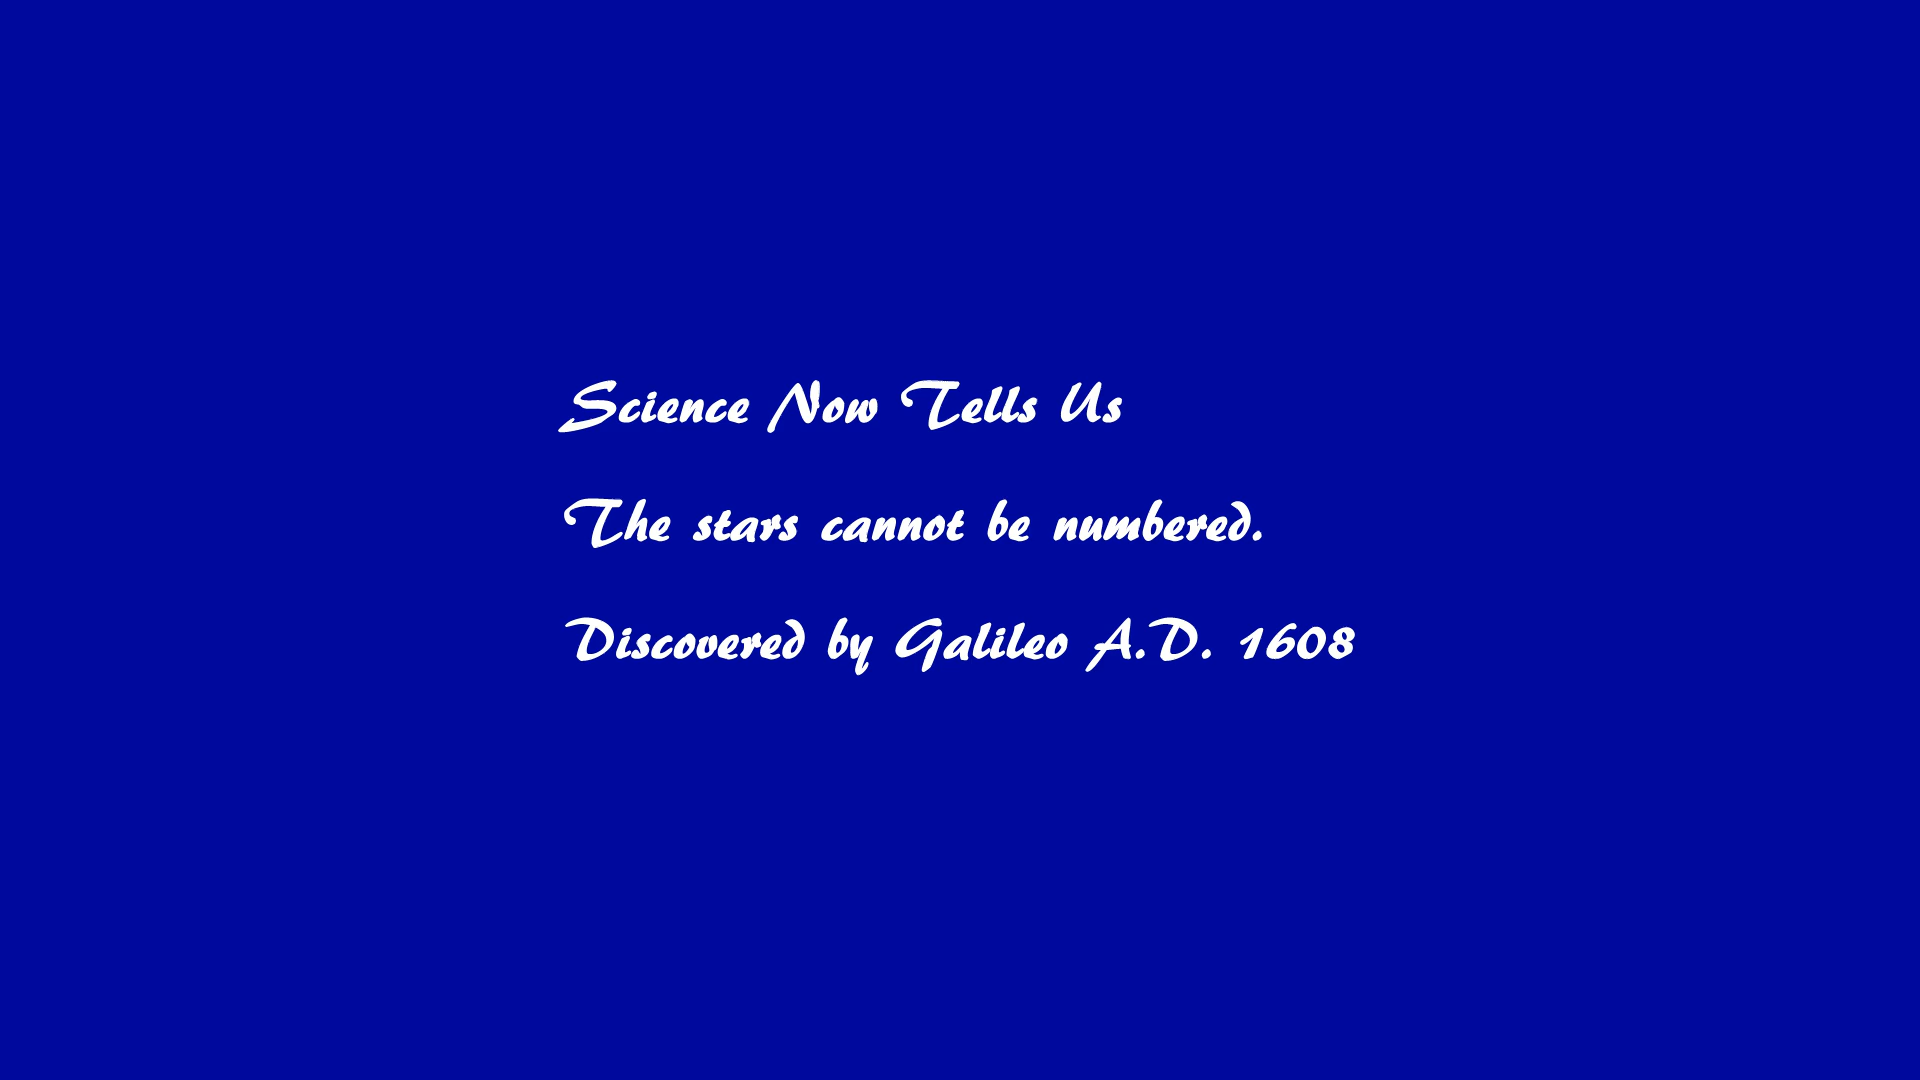 Science Now Tells Us
The stars cannot be numbered.
Discovered by Galileo A.D. 1608